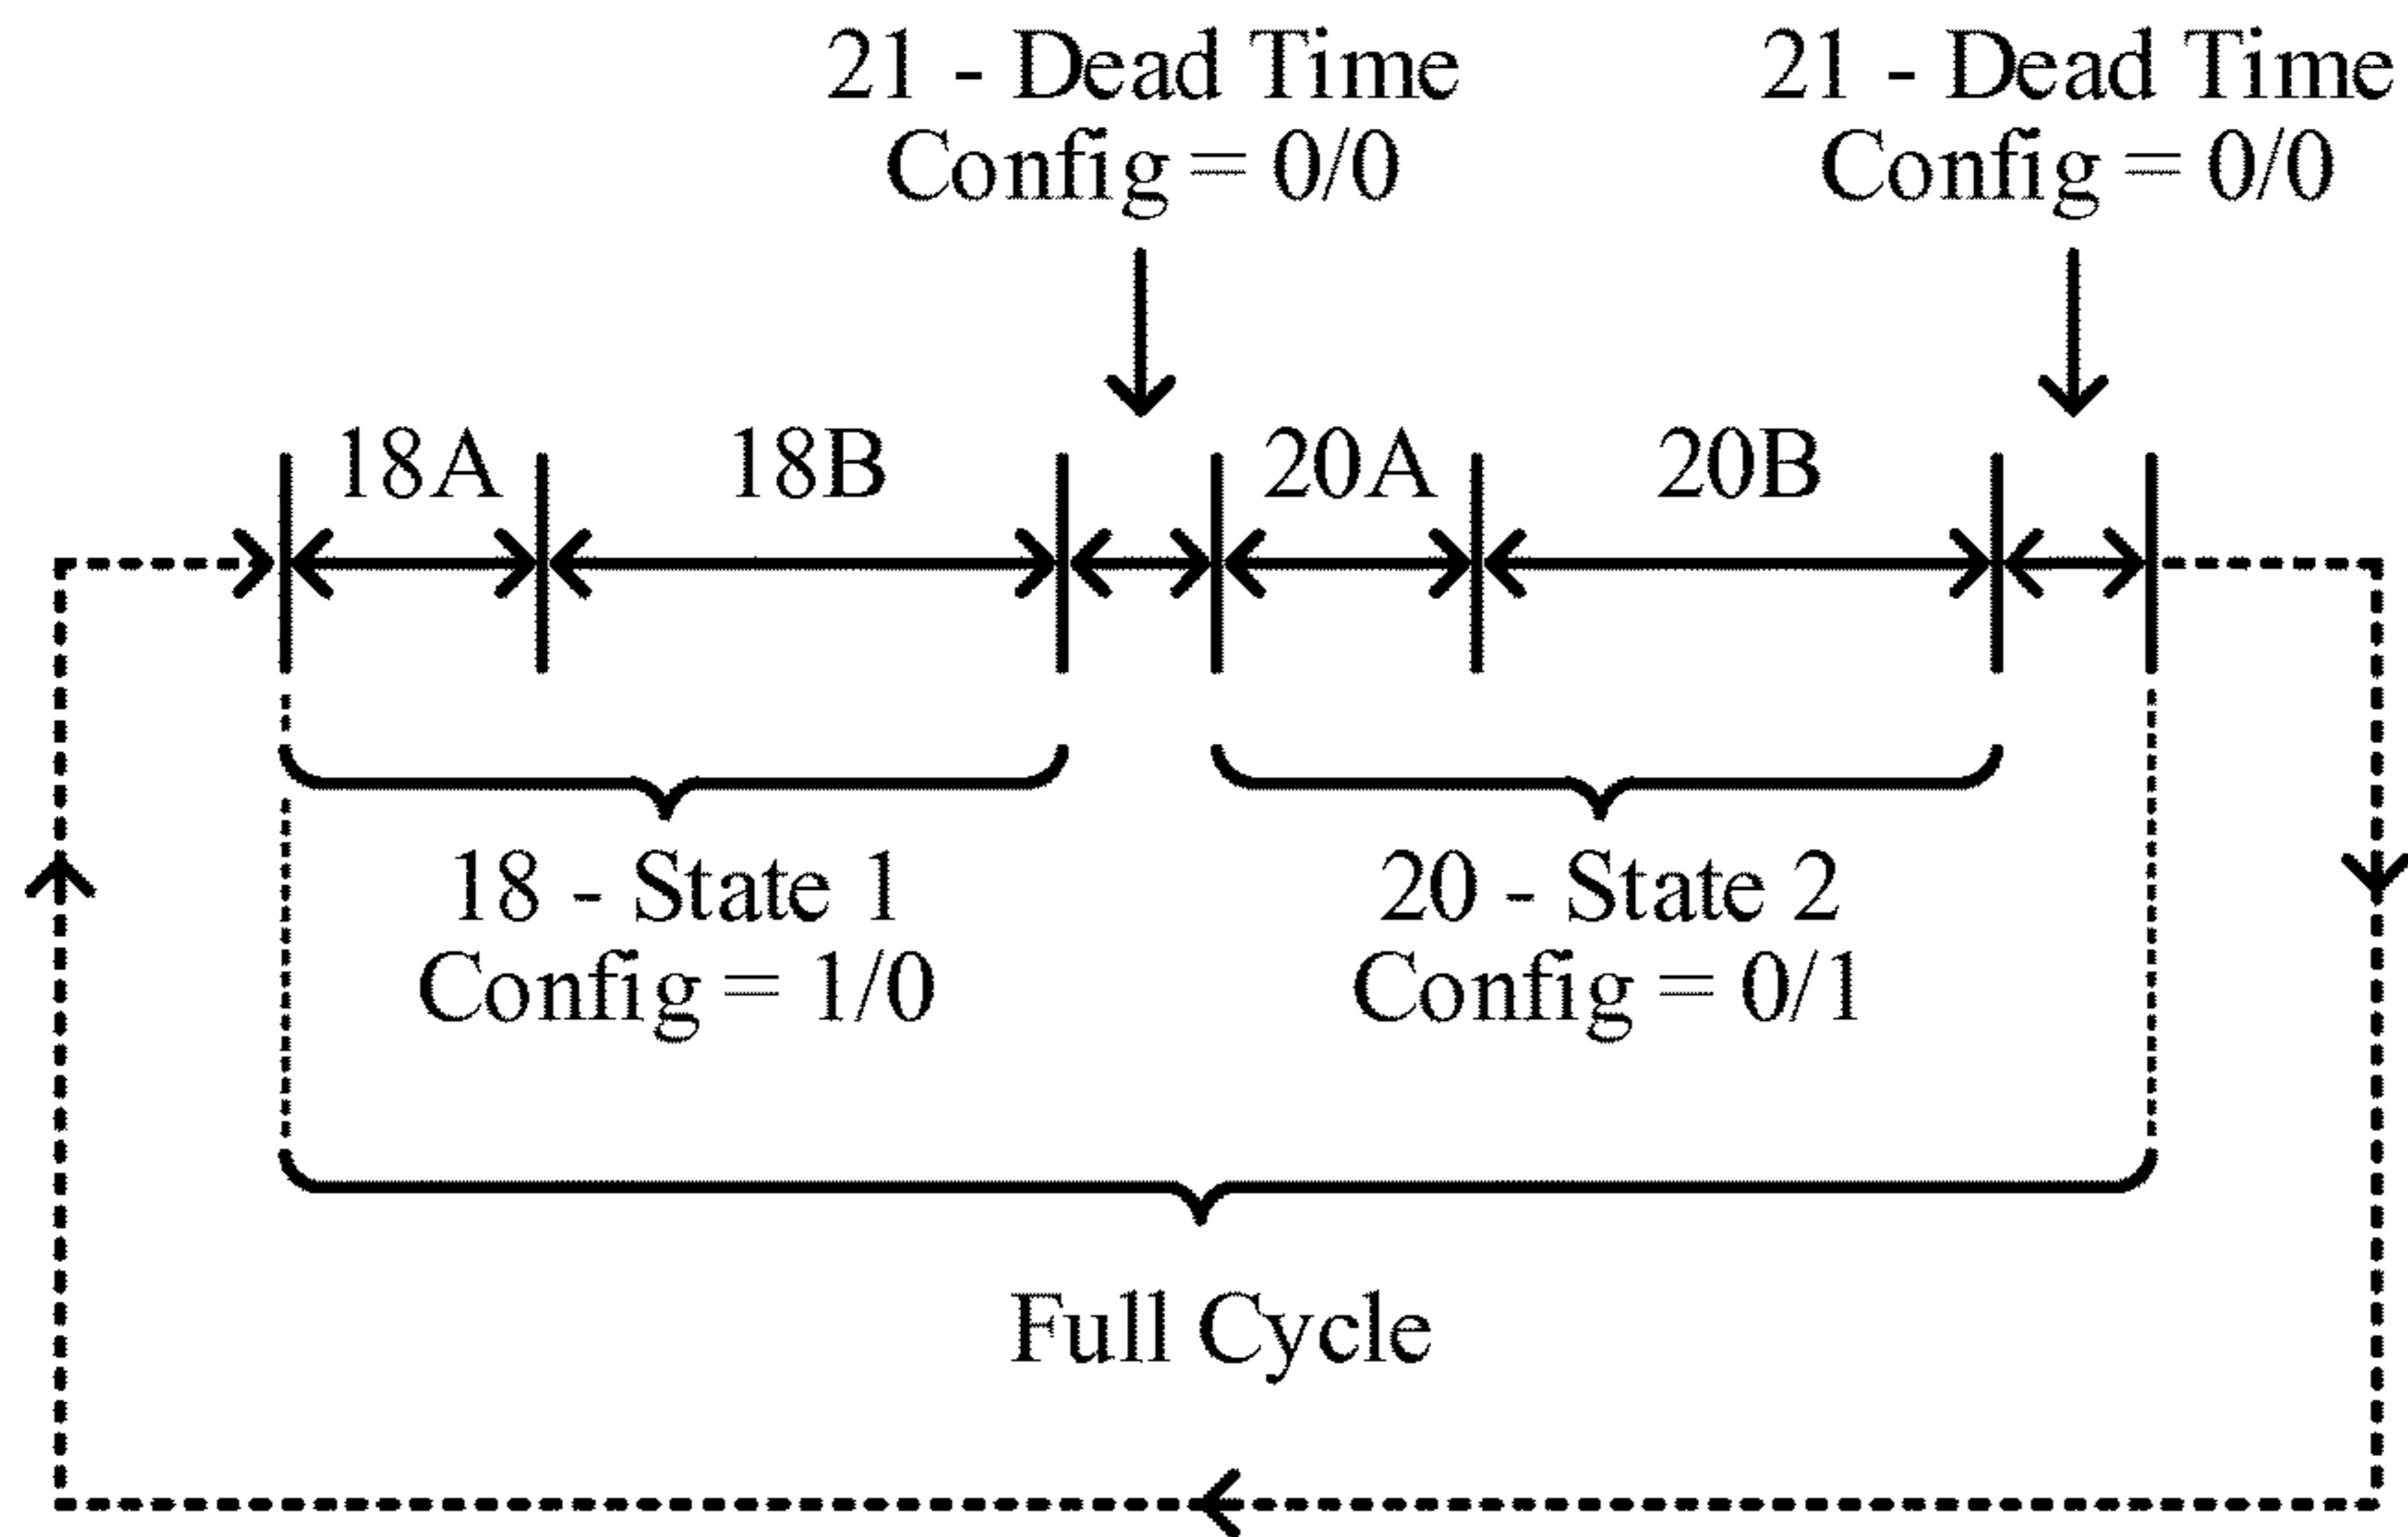 21 - Dead Time
Config = 0/0
21 - Dead Time
Config = 0/0
18A
18B
20A
20B
18 - State 1
Config = 1/0
20 - State 2
Config = 0/1
Full Cycle